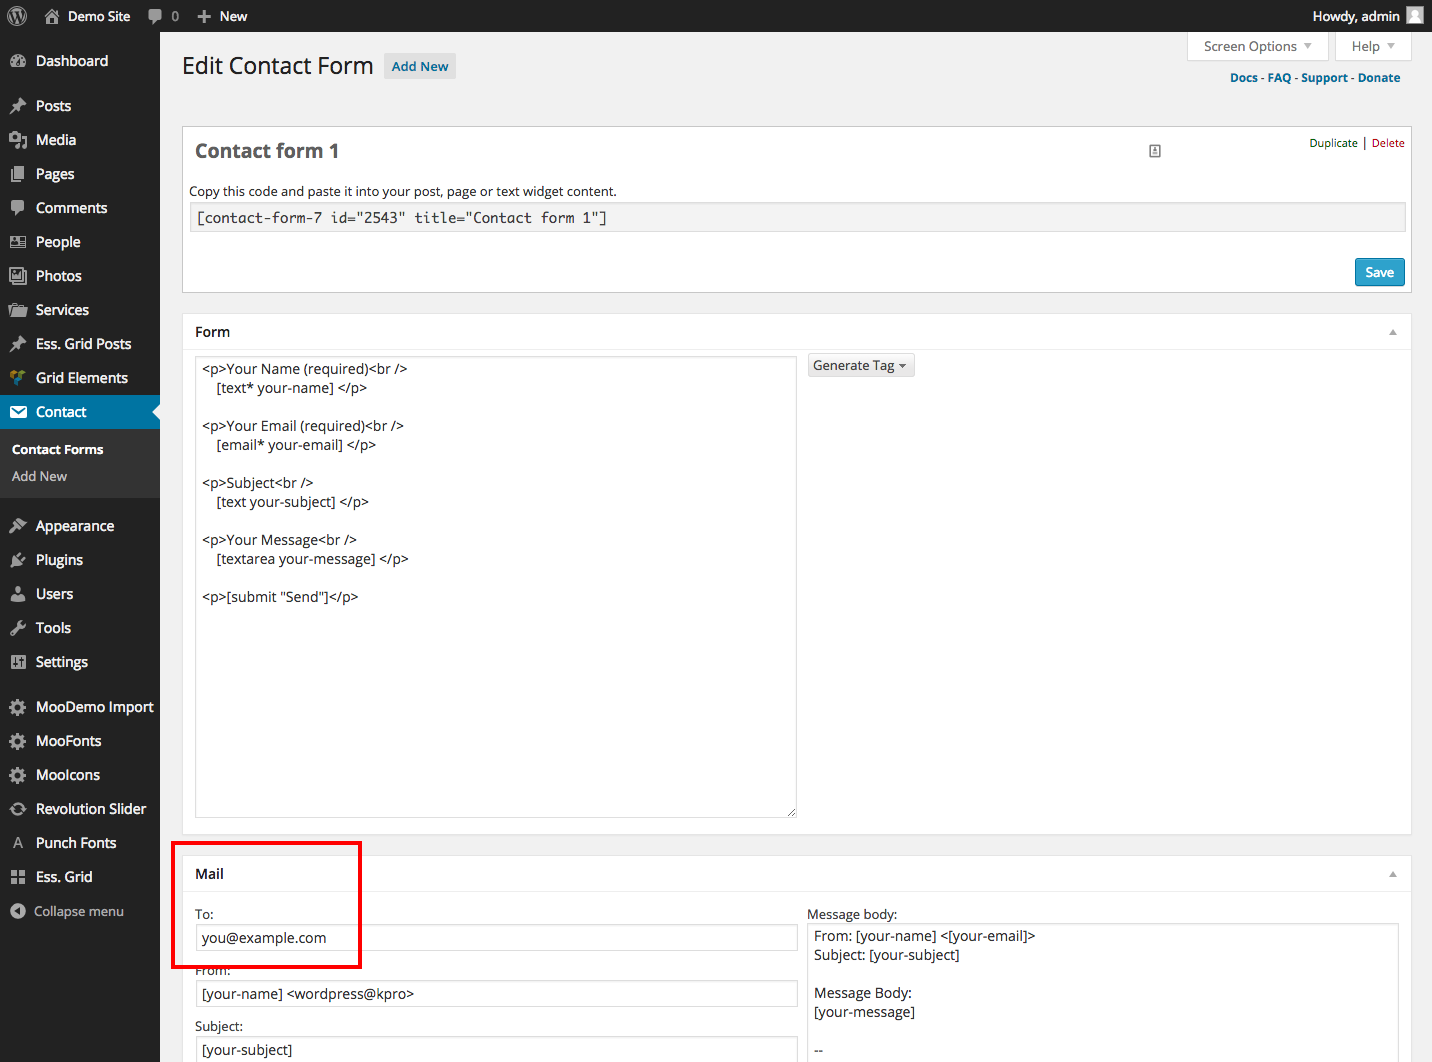 Demo Site
0
New
Howdy, admin
Dashboard
Posts
Media
Pages
Comments
People
Photos
Services
Ess. Grid Posts
Grid Elements
Contact
Contact Forms
Add New
Appearance
Plugins
Users
Tools
Settings
MooDemo Import
MooFonts
MooIcons
Revolution Slider
A Punch Fonts
Ess. Grid
Collapse menu
Screen Options
Help
Edit Contact Form
Add New
Docs - FAQ - Support - Donate
Contact form 1
Duplicate | Delete
Copy this code and paste it into your post, page or text widget content.
[contact-form-7 id="2543" title="Contact form 1"]
Save
Form
<p>Your Name (required)<br />
[text* your-name] </p>
<p>Your Email (required)<br />
[email* your-email] </p>
<p>Subject<br />
[text your-subject] </p>
<p>Your Message<br />
[textarea your-message] </p>
<p>[submit "Send"]</p>
Generate Tag
Mail
To:
you@example.com
From:
[your-name] <wordpress@kpro>
Subject:
[your-subject]
Message body:
From: [your-name] <[your-email]>
Subject: [your-subject]
Message Body:
[your-message]
--